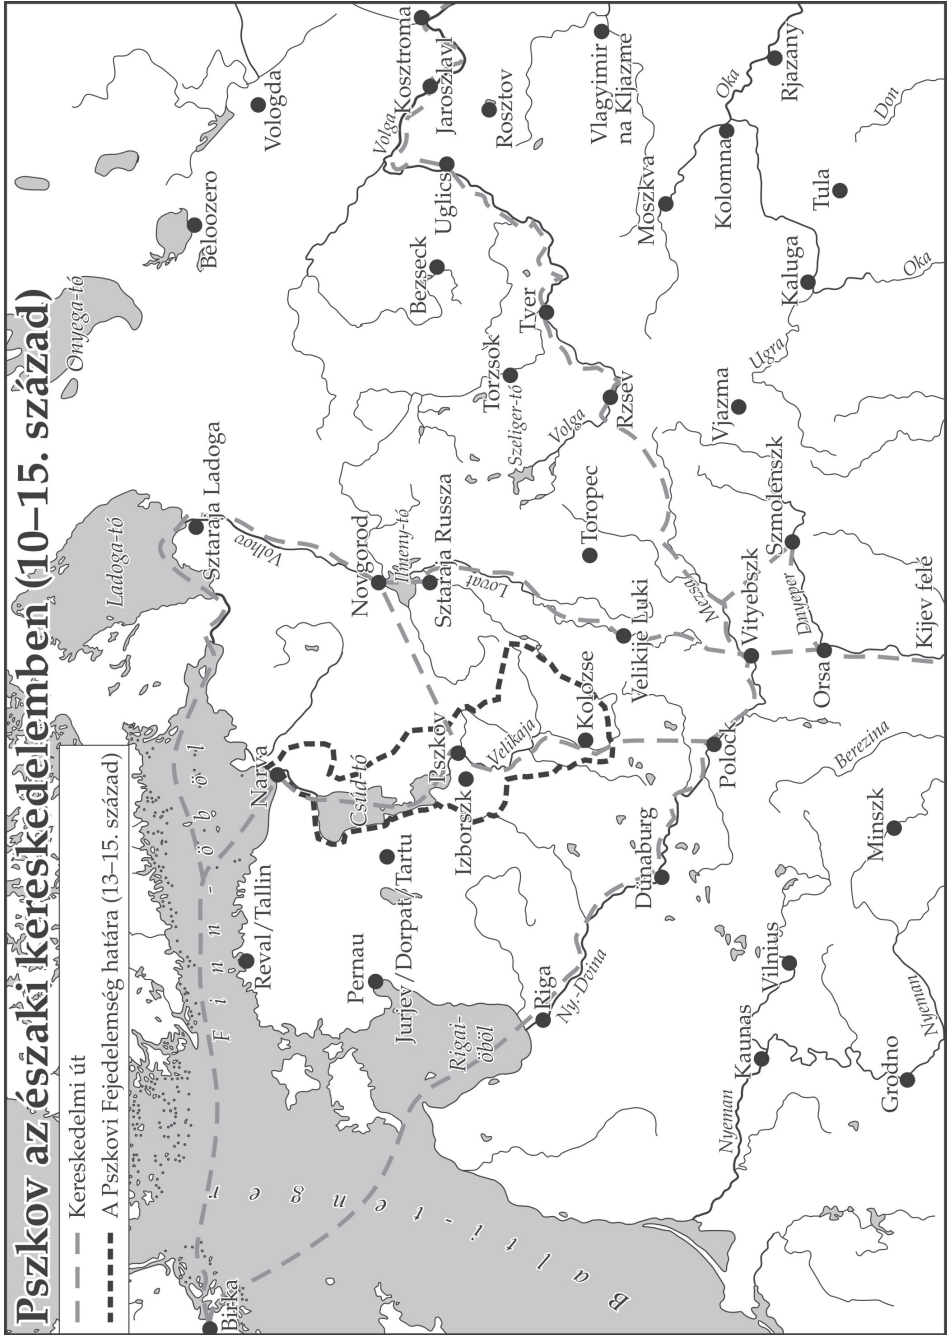 Pszkov az északi kereskedelemben (10–15. század)
Kereskedelmi út
A Pszkovi Fejedelemség határa (13–15. század)
Onyega-tó
Ladoga-tó
Beloozero
Vologda
Sztaraja Ladoga
Volhov
Finn-öböl
Birka
Narva
Reval/Tallin
Kosztroma
Jaroszlavl
Volga
Rosztov
Uglics
Bezseck
Novgorod
Ilmeny-tó
Sztaraja Russza
Lovat
Csúd-tó
Pszkov
Izborszk
Velikaja
Jurjev/Dorpat/Tartu
Pernau
Rigai-
öböl
Balti-tenger
Tver
Torzsok
Szeliger-tó
Volga
Rzsev
Vlagyimir
na Kljazme
Moszkva
Kolomna
Oka
Rjazany
Don
Tula
Kaluga
Oka
Ugra
Vjazma
Toropec
Velikije Luki
Kolozse
Mezsa
Vityebszk
Szmolenszk
Dnyeper
Orsa
Kijev felé
Polock
Berezina
Minszk
Dünaburg
Riga
Ny.-Dvina
Vilnius
Kaunas
Nyeman
Grodno
Nyeman